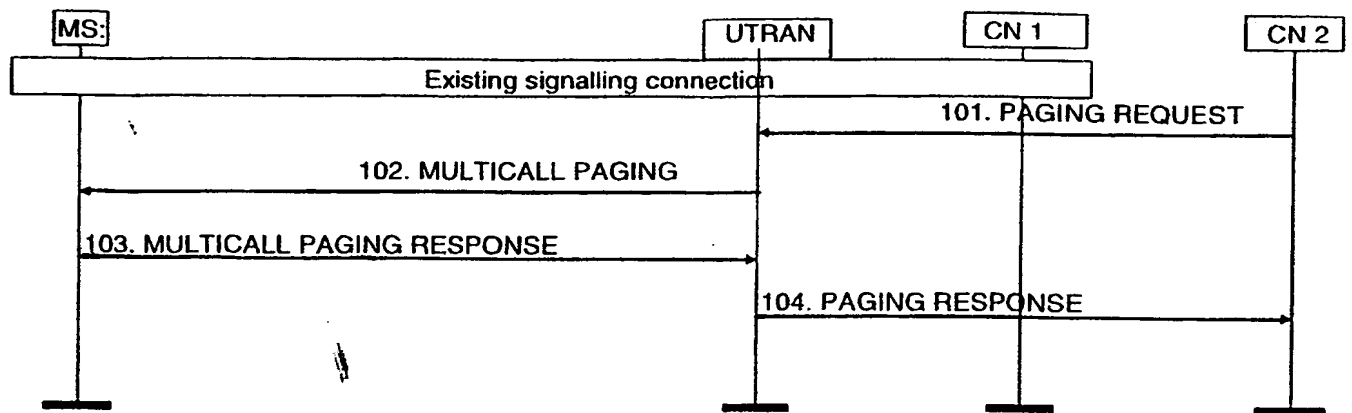 MS:
UTRAN
CN 1
CN 2
Existing signalling connection
101. PAGING REQUEST
102. MULTICALL PAGING
103. MULTICALL PAGING RESPONSE
104. PAGING RESPONSE